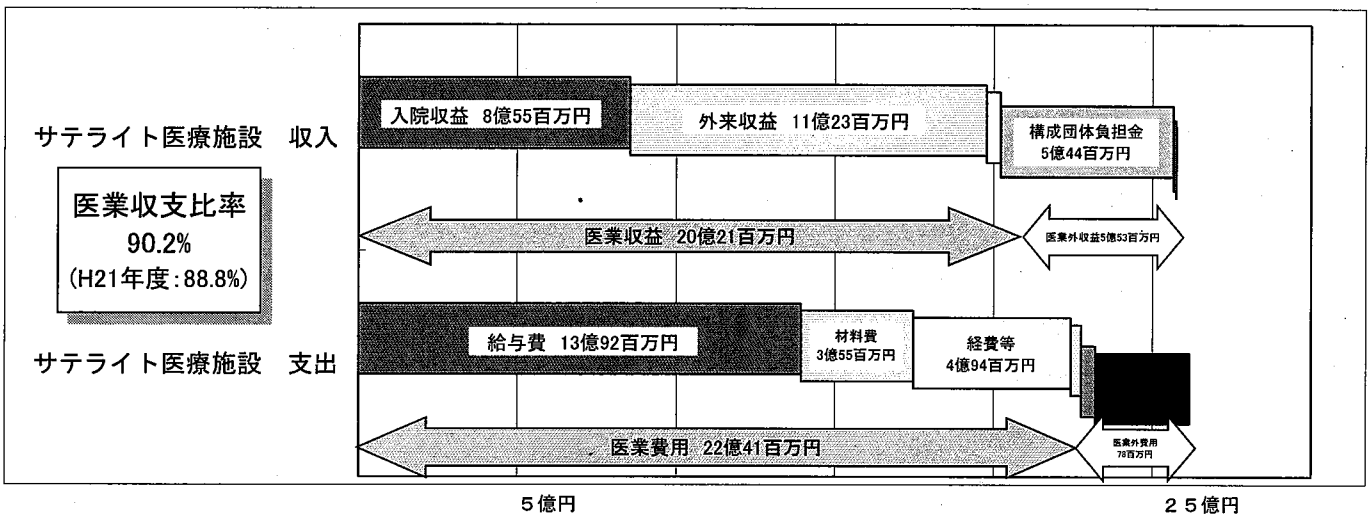 入院収益 8億55百万円
外来収益 11億23百万円
構成団体負担金
5億44百万円
サテライト医療施設 収入
医業収支比率
90.2%
(H21年度:88.8%)
医業収益 20億21百万円
医業外収益5億53百万円
給与費 13億92百万円
材料費
3億55百万円
経費等
4億94百万円
サテライト医療施設 支出
医業費用 22億41百万円
医業外費用
78百万円
5億円
25億円